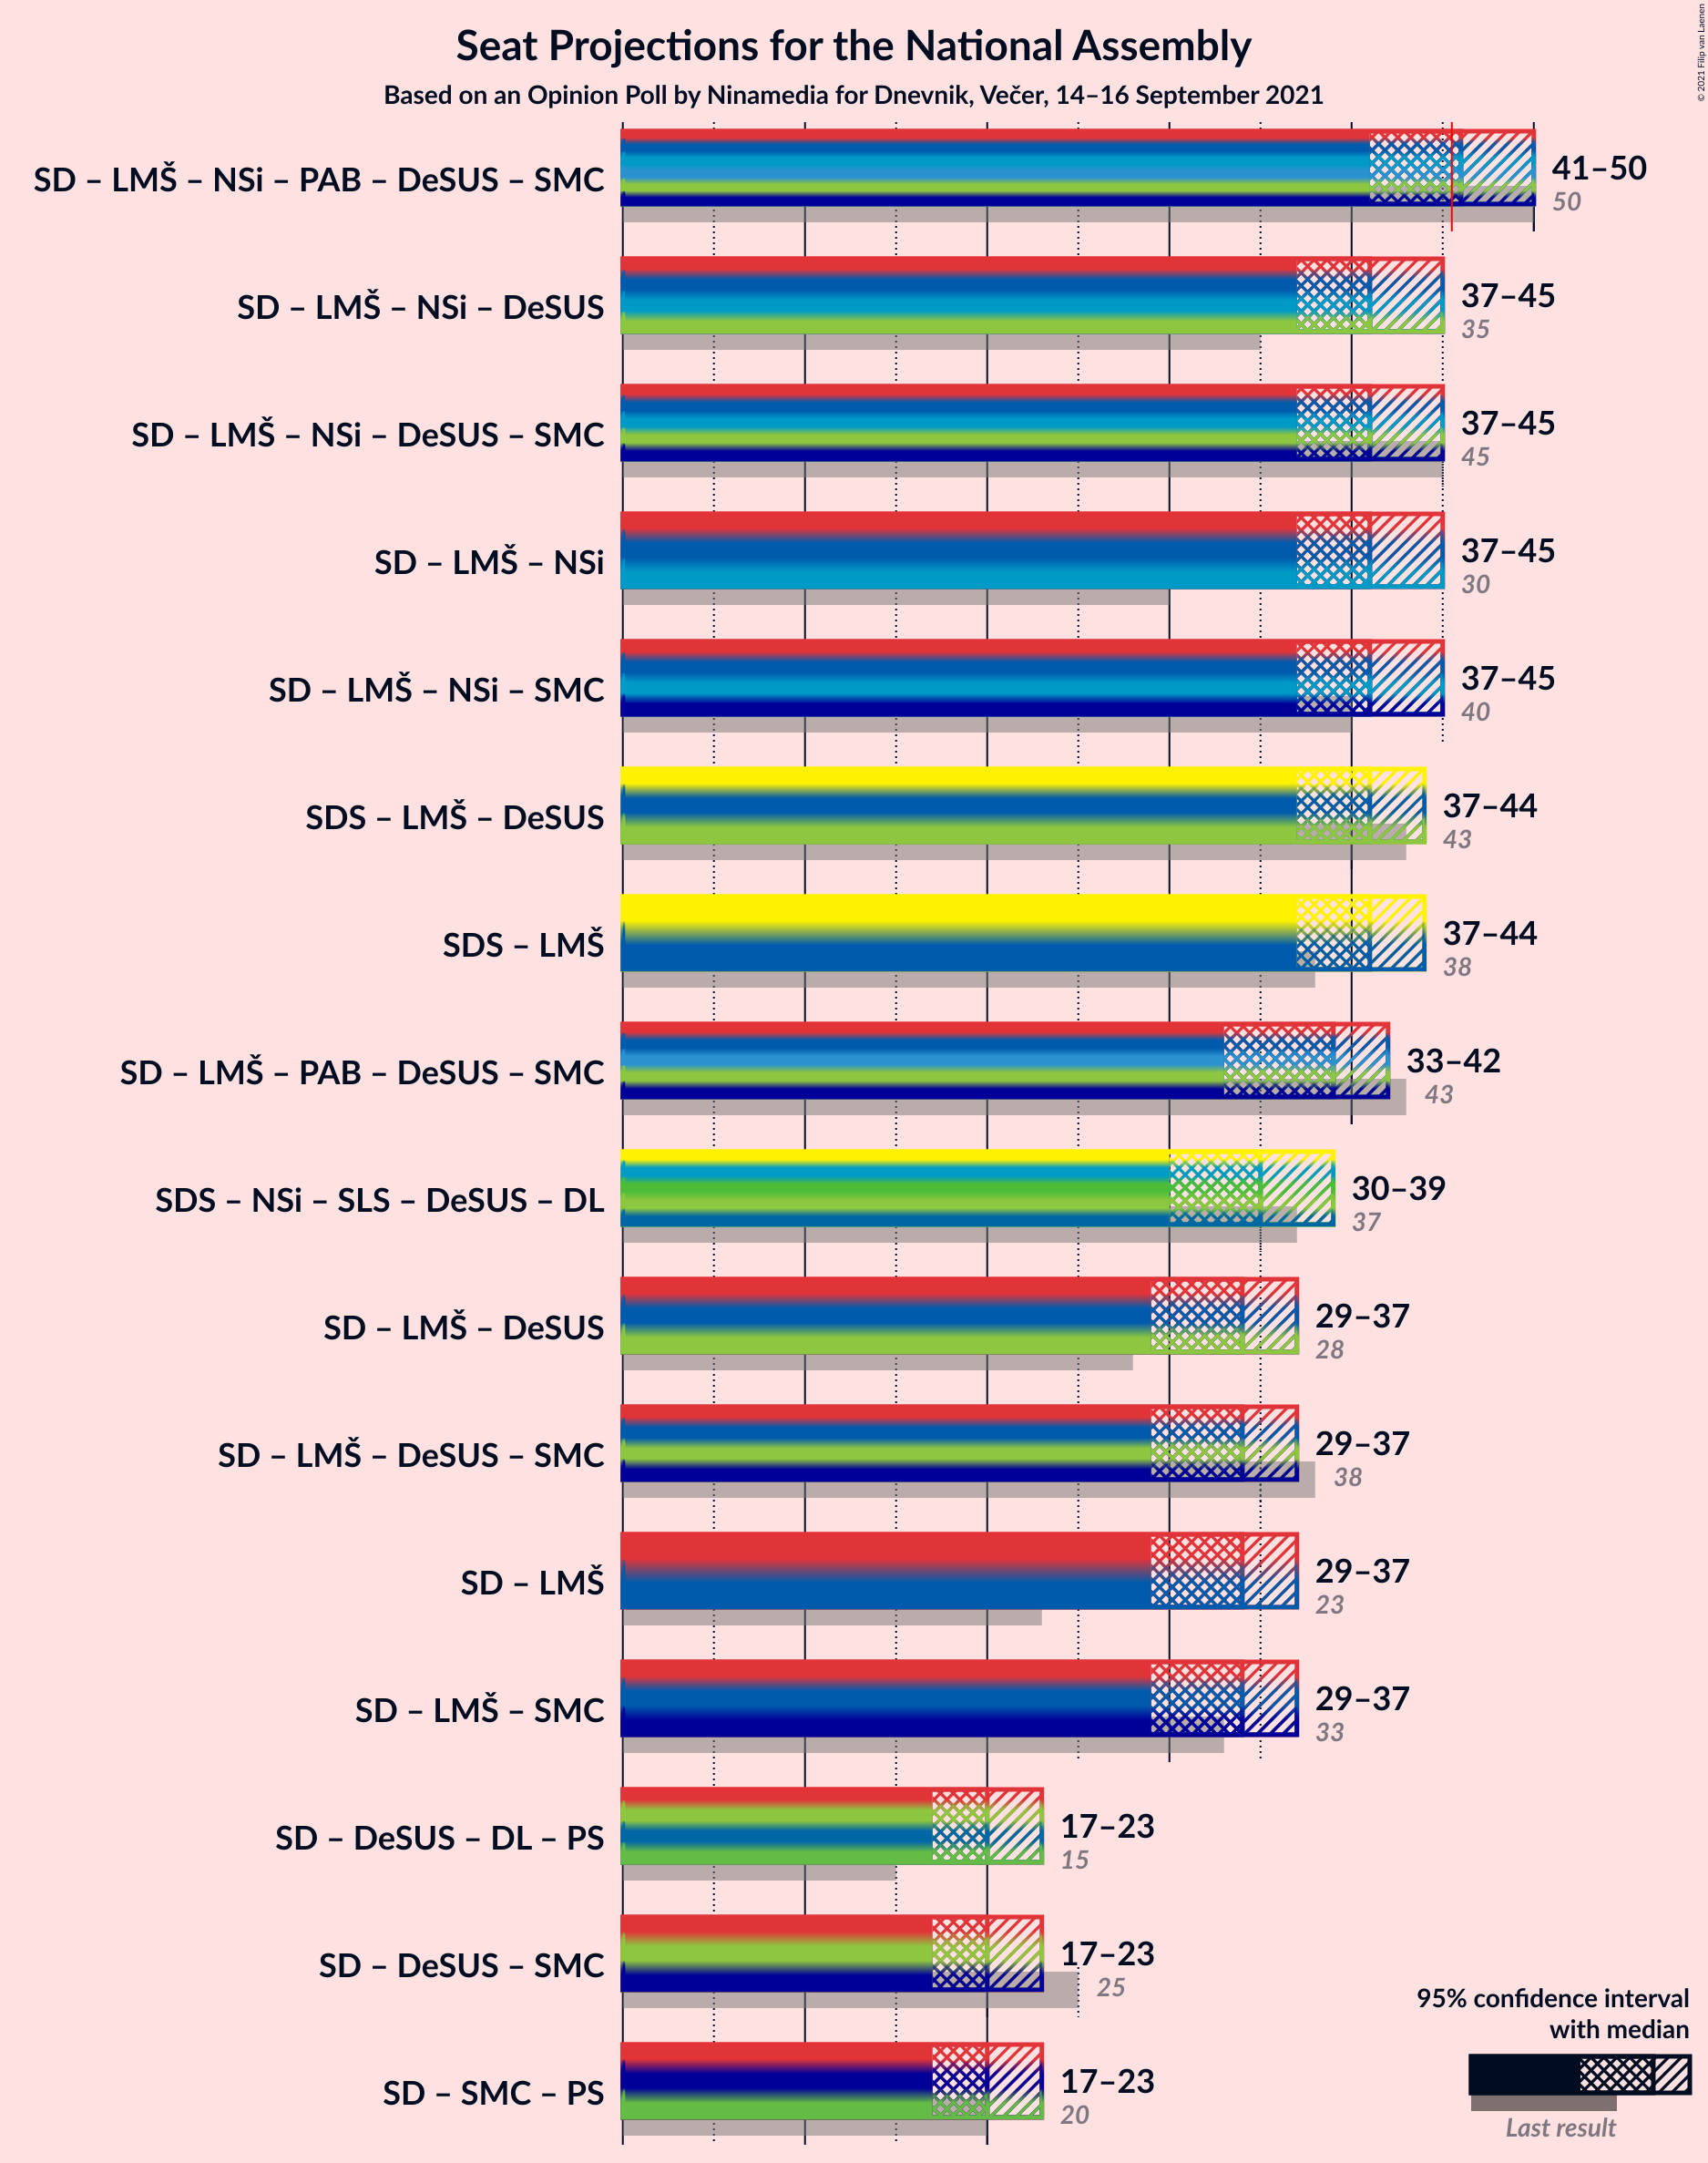 Seat Projections for the National Assembly
Based on an Opinion Poll by Ninamedia for Dnevnik, Večer, 14–16 September 2021
© 2021 Filip van Laenen
SD – LMŠ – NSi – PAB – DeSUS – SMC
41–50
50
SD – LMŠ – NSi – DeSUS
37–45
35
SD – LMŠ – NSi – DeSUS – SMC
37–45
45
SD – LMŠ – NSi
37–45
30
SD – LMŠ – NSi – SMC
37–45
40
SDS – LMŠ – DeSUS
37–44
43
SDS – LMŠ
37–44
38
SD – LMŠ – PAB – DeSUS – SMC
33–42
43
SDS – NSi – SLS – DeSUS – DL
30–39
37
SD – LMŠ – DeSUS
29–37
28
SD – LMŠ – DeSUS – SMC
29–37
38
SD – LMŠ
29–37
23
SD – LMŠ – SMC
29–37
33
SD – DeSUS – DL – PS
17–23
15
SD – DeSUS – SMC
17–23
25
SD – SMC – PS
17–23
20
95% confidence interval
with median
Last result